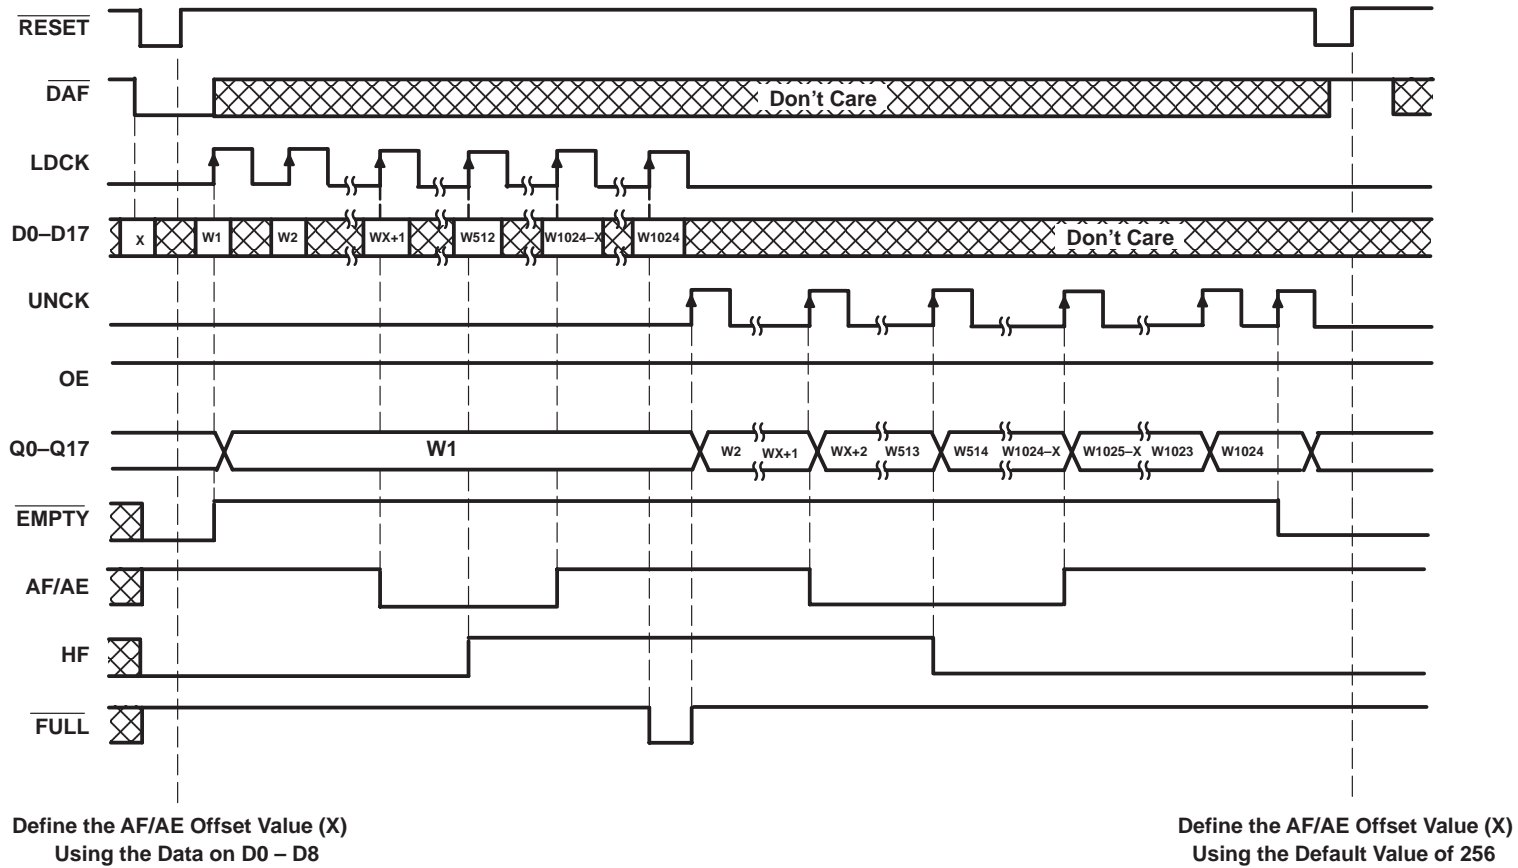 RESET
DAF
Don't Care
LDCK
D0–D17
X
W1
W2
WX+1
W512
W1024–X
W1024
Don't Care
UNCK
OE
Q0–Q17
W1
W2
WX+1
WX+2
W513
W514
W1024–X
W1025–X
W1023
W1024
EMPTY
AF/AE
HF
FULL
Define the AF/AE Offset Value (X)
Using the Data on D0 – D8
Define the AF/AE Offset Value (X)
Using the Default Value of 256